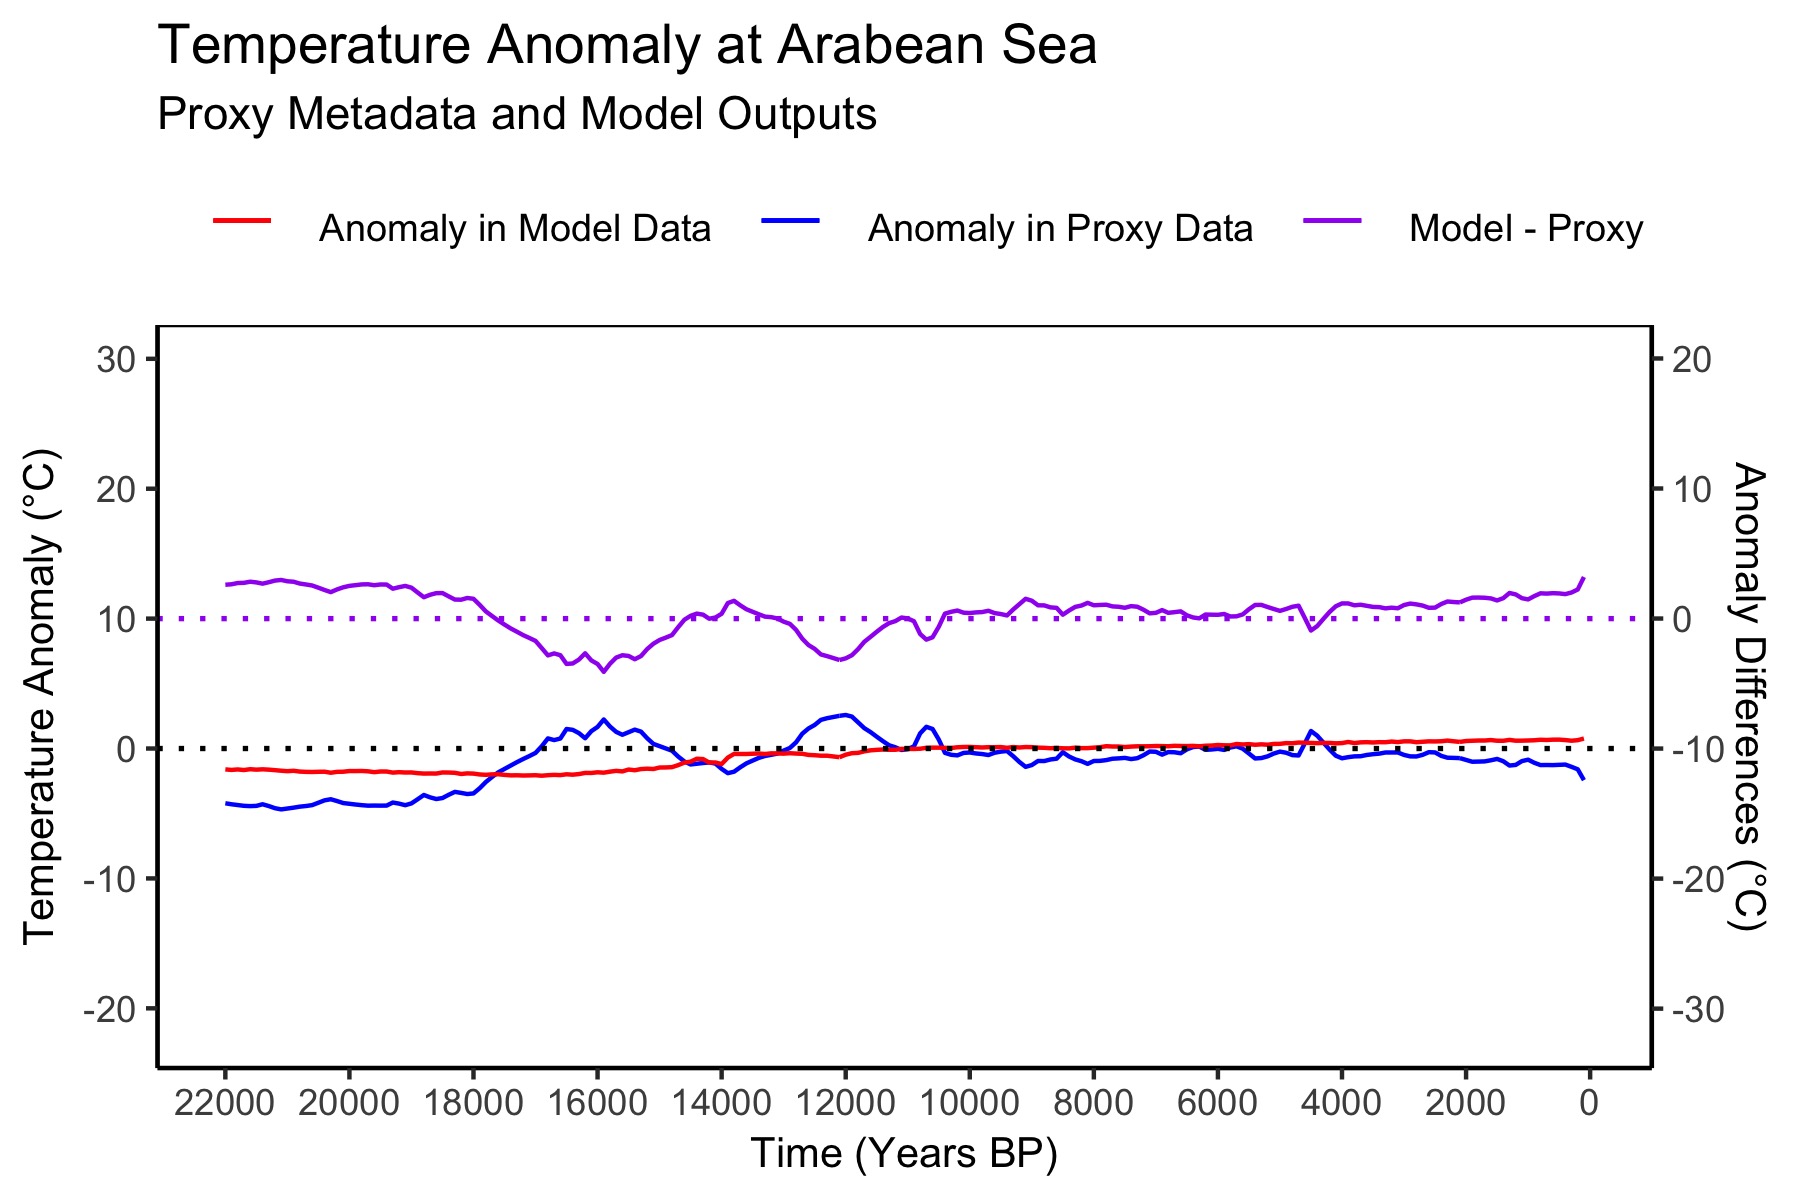 Temperature Anomaly at Arabean Sea
Proxy Metadata and Model Outputs
Anomaly in Model Data Anomaly in Proxy Data Model - Proxy
Temperature Anomaly (°C)
30
20
10
0
-10
-20
20
10
0
-10
-20
-30
Anomaly Differences (°C)
22000 20000 18000 16000 14000 12000 10000 8000 6000 4000 2000 0
Time (Years BP)